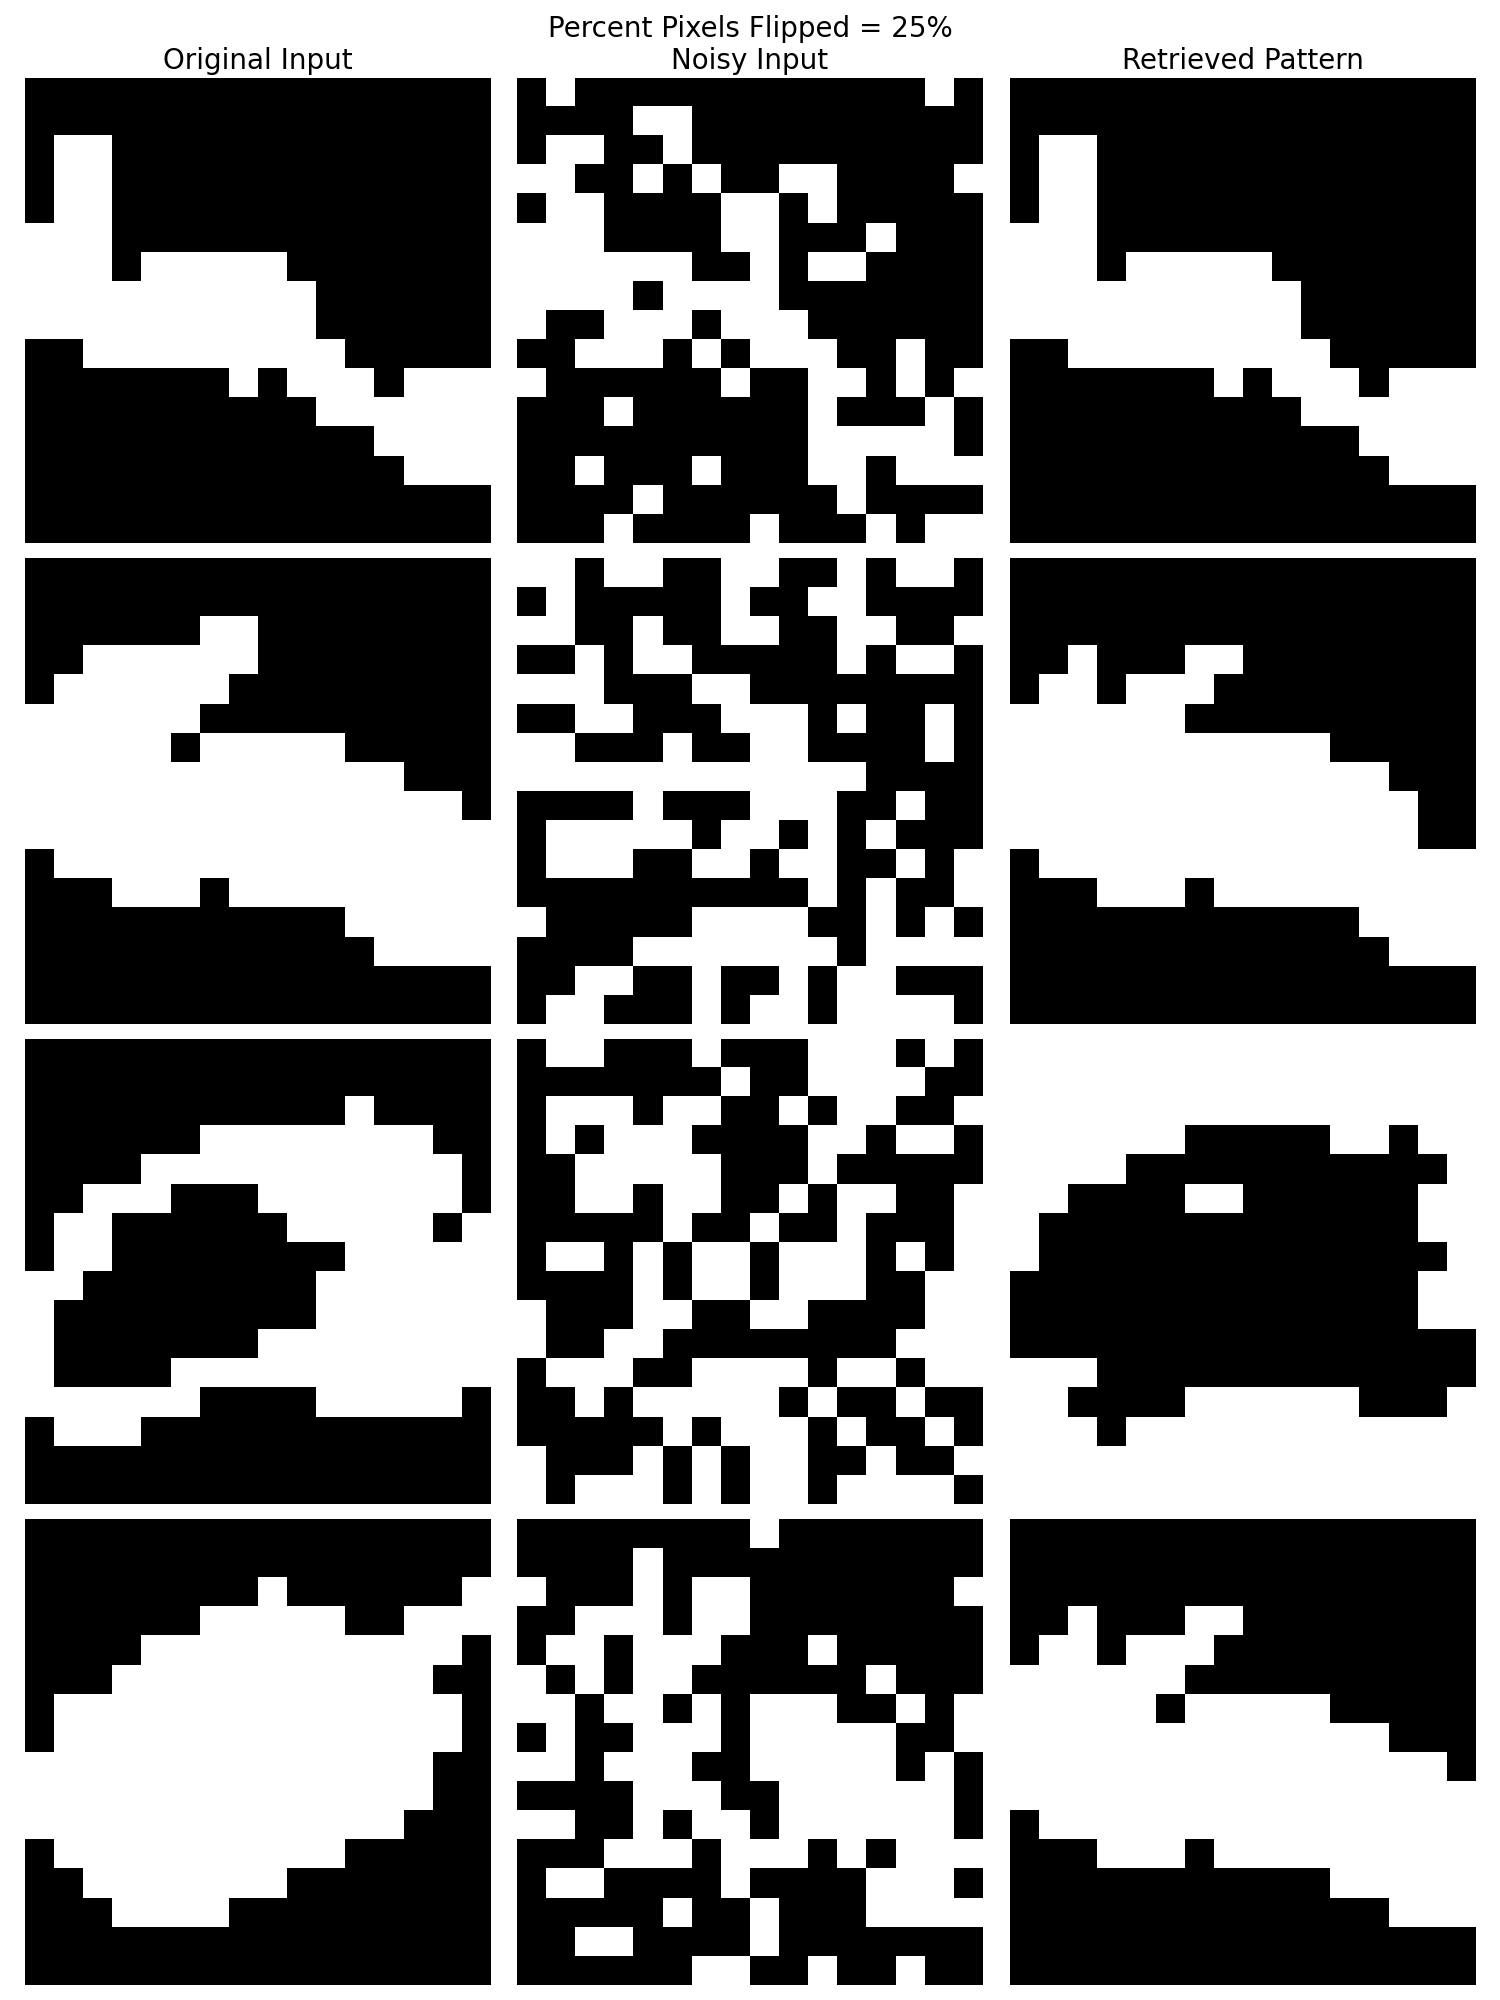 Percent Pixels Flipped = 25%
Original Input
Noisy Input
Retrieved Pattern